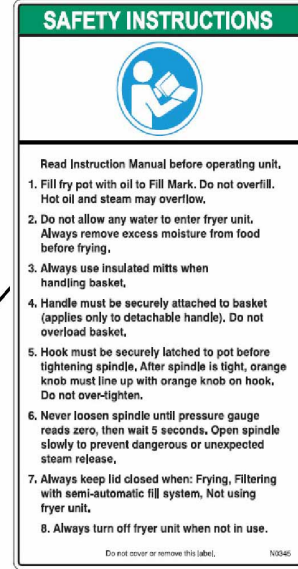 SAFETY INSTRUCTIONS
Read Instruction Manual before operating unit.
1. Fill fry pot with oil to Fill Mark. Do not overfill.
Hot oil and steam may overflow.
2. Do not allow any water to enter fryer unit.
Always remove excess moisture from food
before frying.
3. Always use insulated mitts when
handling basket.
4. Handle must be securely attached to basket
(applies only to detachable handle). Do not
overload basket.
5. Hook must be securely latched to pot before
tightening spindle. After spindle is tight, orange
knob must line up with orange knob on hook.
Do not over-tighten.
6. Never loosen spindle until pressure gauge
reads zero, then wait 5 seconds. Open spindle
slowly to prevent dangerous or unexpected
steam release.
7. Always keep lid closed when: Frying, Filtering
with semi-automatic fill system, Not using
fryer unit.
8. Always turn off fryer unit when not in use.
Do not cover or remove this label. N0345